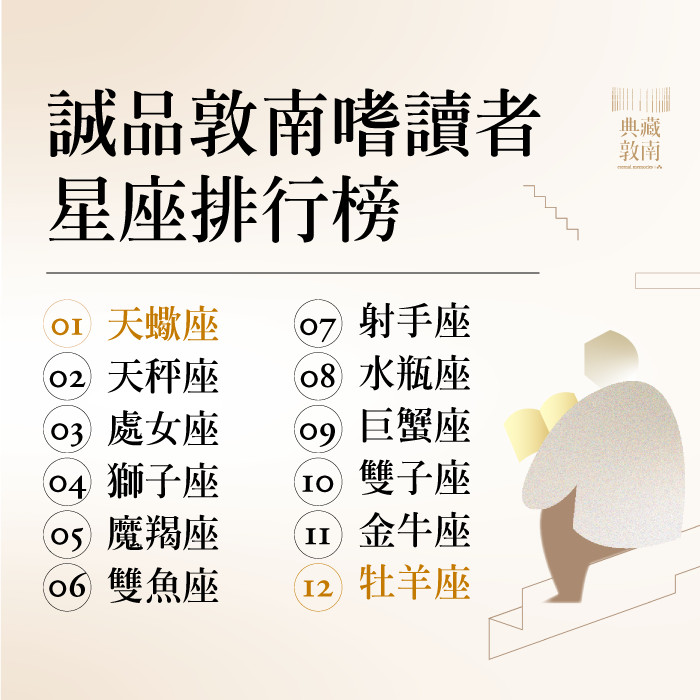 誠品敦南嗜讀者
星座排行榜
典藏
敦南
01 天蠍座
02 天秤座
03 處女座
04 獅子座
05 魔羯座
06 雙魚座
07 射手座
08 水瓶座
09 巨蟹座
10 雙子座
11 金牛座
12 牡羊座